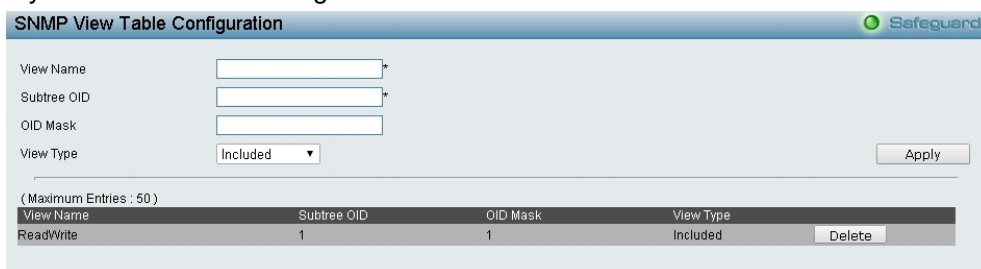 SNMP View Table Configuration Safeguard
View Name *
Subtree OID *
OID Mask
View Type Included Apply
( Maximum Entries : 50 )
View Name Subtree OID OID Mask View Type
ReadWrite 1 1 Included Delete